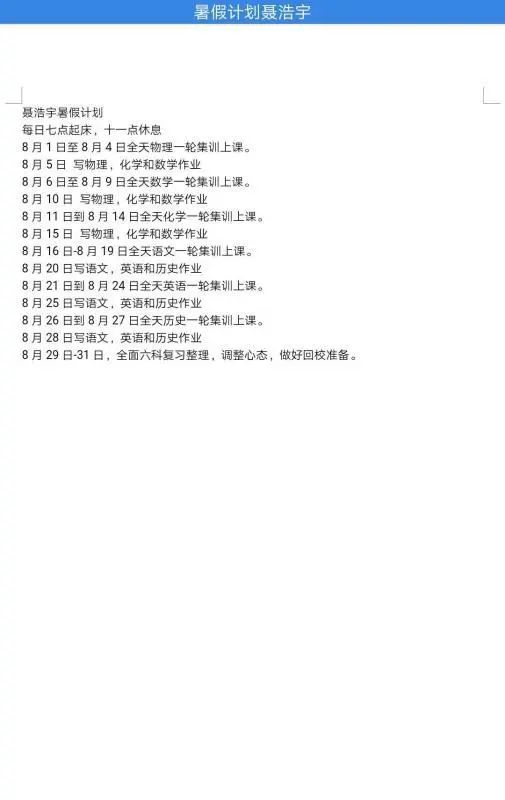 暑假计划聂浩宇
聂浩宇暑假计划
每日七点起床，十一点休息
8 月 1 日至 8 月 4 日全天物理一轮集训上课。
8 月 5 日  写物理，化学和数学作业
8 月 6 日至 8 月 9 日全天数学一轮集训上课。
8 月 10 日  写物理，化学和数学作业
8 月 11 日到 8 月 14 日全天化学一轮集训上课。
8 月 15 日  写物理，化学和数学作业
8 月 16 日-8 月 19 日全天语文一轮集训上课。
8 月 20 日写语文，英语和历史作业
8 月 21 日到 8 月 24 日全天英语一轮集训上课。
8 月 25 日写语文，英语和历史作业
8 月 26 日到 8 月 27 日全天历史一轮集训上课。
8 月 28 日写语文，英语和历史作业
8 月 29 日-31 日，全面六科复习整理，调整心态，做好回校准备。